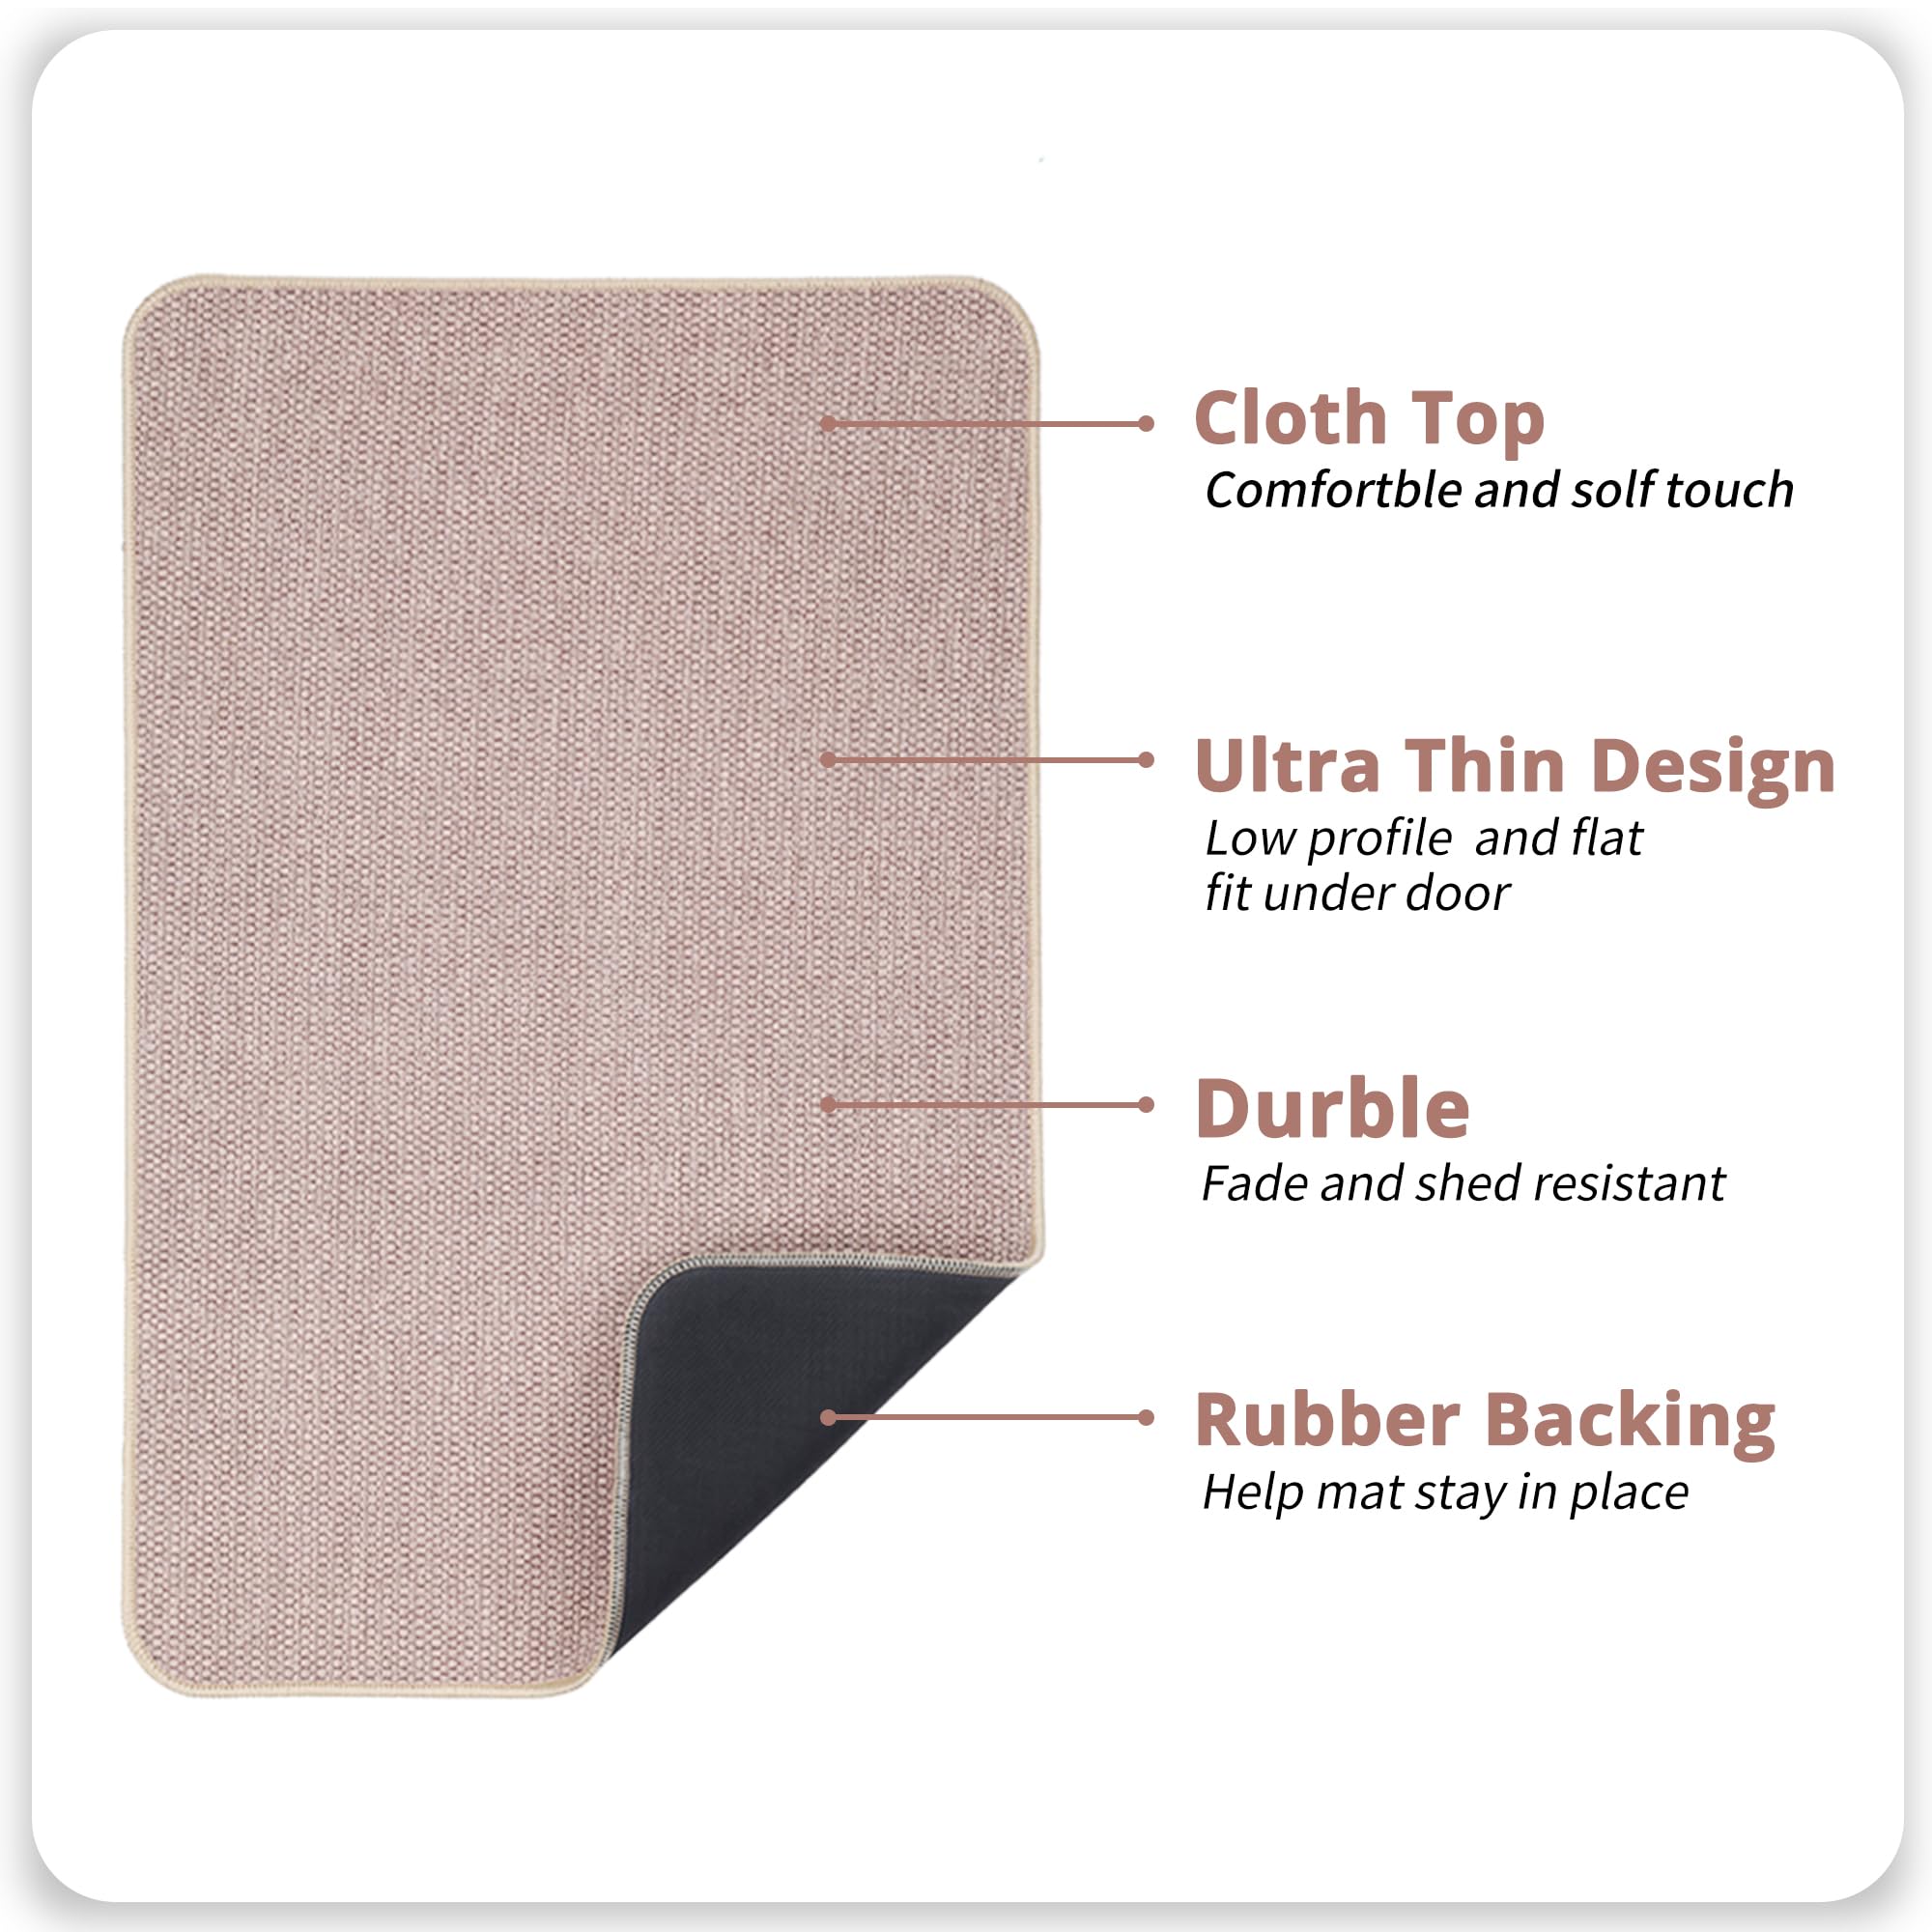 Cloth Top
Comfortble and solf touch
Ultra Thin Design
Low profile and flat
fit under door
Durble
Fade and shed resistant
Rubber Backing
Help mat stay in place